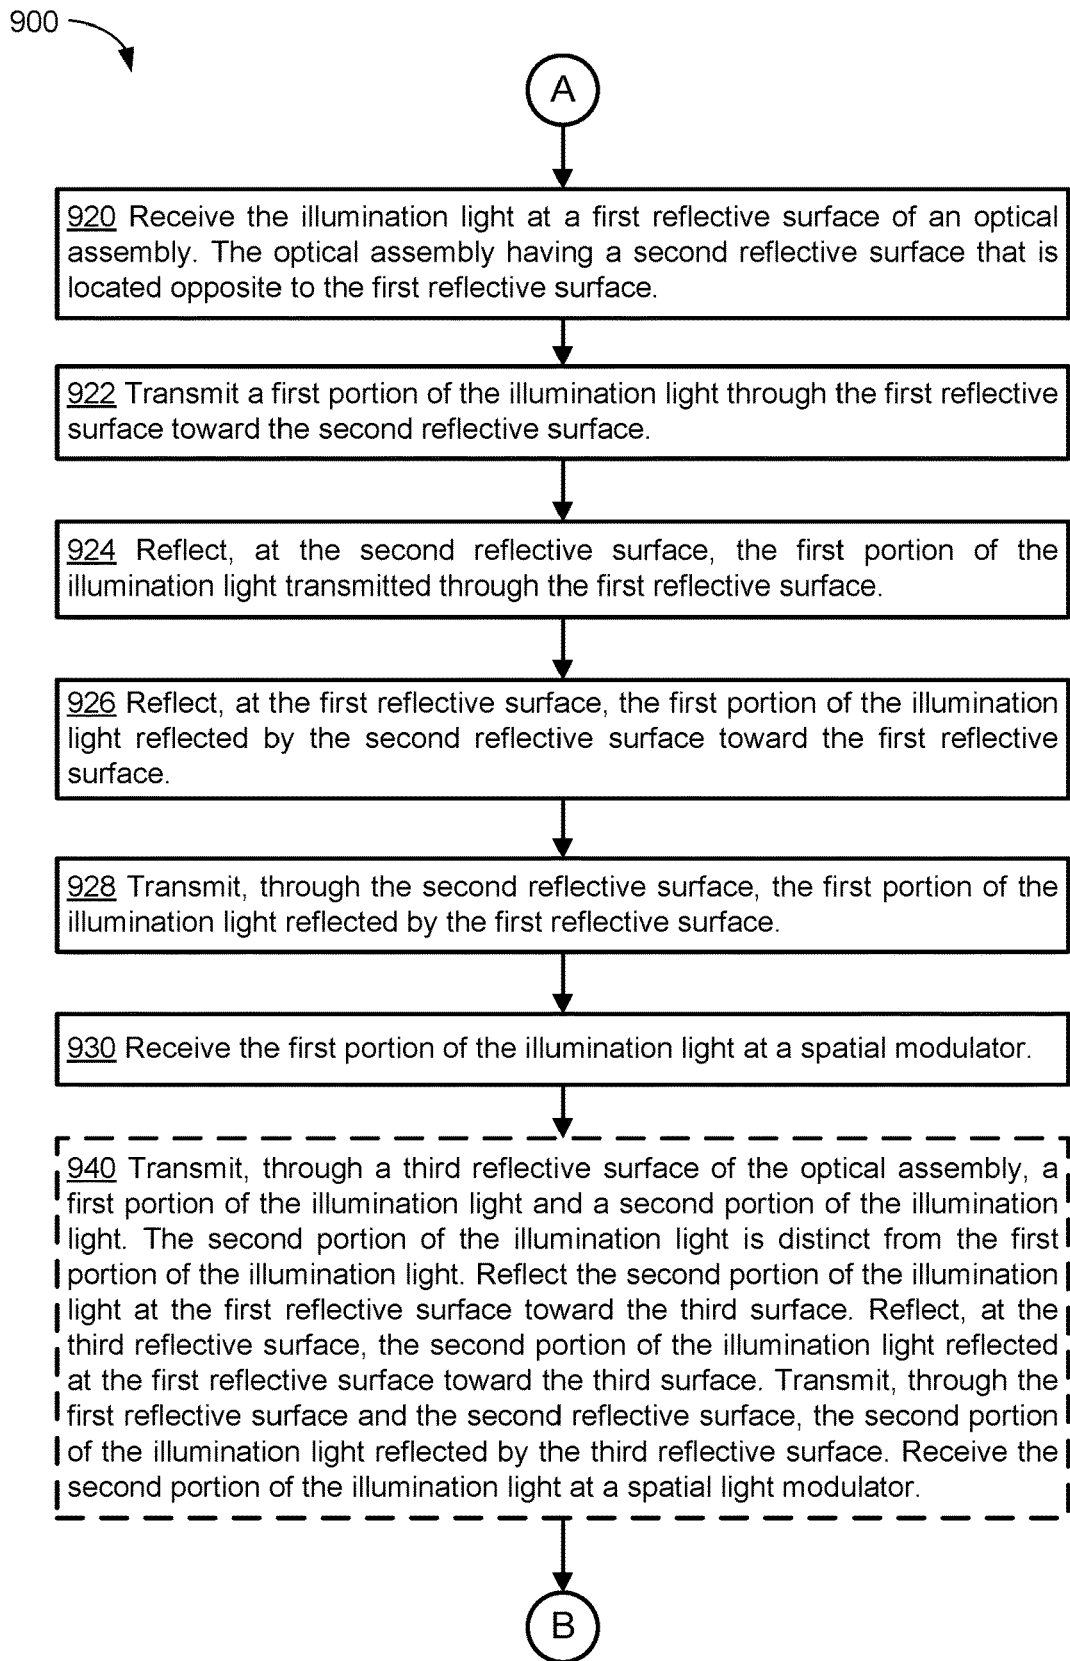 900
A
920 Receive the illumination light at a first reflective surface of an optical
assembly. The optical assembly having a second reflective surface that is
located opposite to the first reflective surface.
922 Transmit a first portion of the illumination light through the first reflective
surface toward the second reflective surface.
924 Reflect, at the second reflective surface, the first portion of the
illumination light transmitted through the first reflective surface.
926 Reflect, at the first reflective surface, the first portion of the illumination
light reflected by the second reflective surface toward the first reflective
surface.
928 Transmit, through the second reflective surface, the first portion of the
illumination light reflected by the first reflective surface.
930 Receive the first portion of the illumination light at a spatial modulator.
940 Transmit, through a third reflective surface of the optical assembly, a
first portion of the illumination light and a second portion of the illumination
light. The second portion of the illumination light is distinct from the first
portion of the illumination light. Reflect the second portion of the illumination
light at the first reflective surface toward the third surface. Reflect, at the
third reflective surface, the second portion of the illumination light reflected
at the first reflective surface toward the third surface. Transmit, through the
first reflective surface and the second reflective surface, the second portion
of the illumination light reflected by the third reflective surface. Receive the
second portion of the illumination light at a spatial light modulator.
B